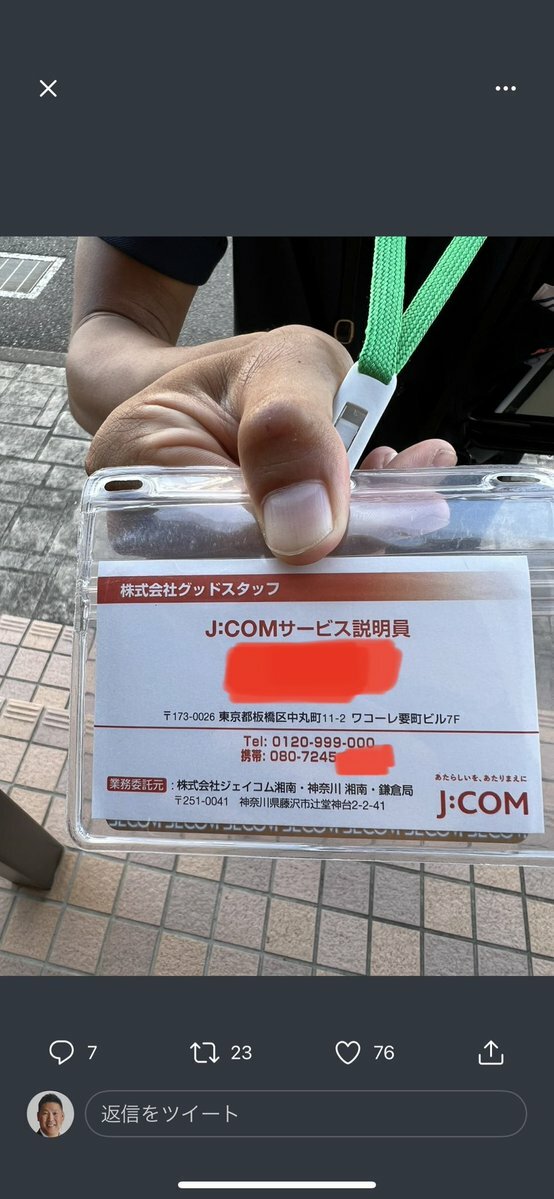 株式会社グッドスタッフ
J:COMサービス説明員
〒173-0026 東京都板橋区中丸町11-2 ワコーレ要町ビル7F
Tel: 0120-999-000
携帯: 080-7245
業務委託元:株式会社ジェイコム湘南・神奈川 湘南・鎌倉局
〒251-0041 神奈川県藤沢市辻堂神台2-2-41
あたらしいを、あたりまえに
J:COM
SECOM SECOM
7 23 76
返信をツイート